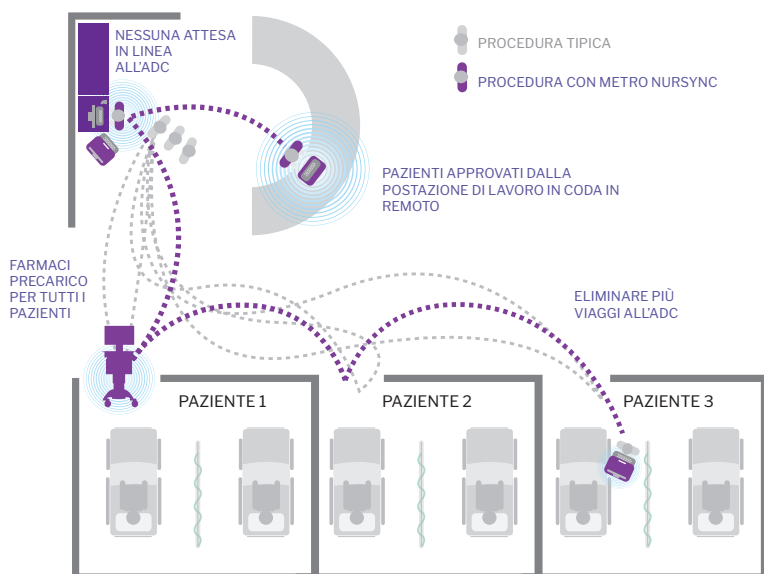 NESSUNA ATTESA
IN LINEA
ALL'ADC
PROCEDURA TIPICA
PROCEDURA CON METRO NURSYNC
PAZIENTI APPROVATI DALLA
POSTAZIONE DI LAVORO IN CODA IN
REMOTO
FARMACI
PRECARICO
PER TUTTI I
PAZIENTI
ELIMINARE PIÙ
VIAGGI ALL'ADC
PAZIENTE 1
PAZIENTE 2
PAZIENTE 3